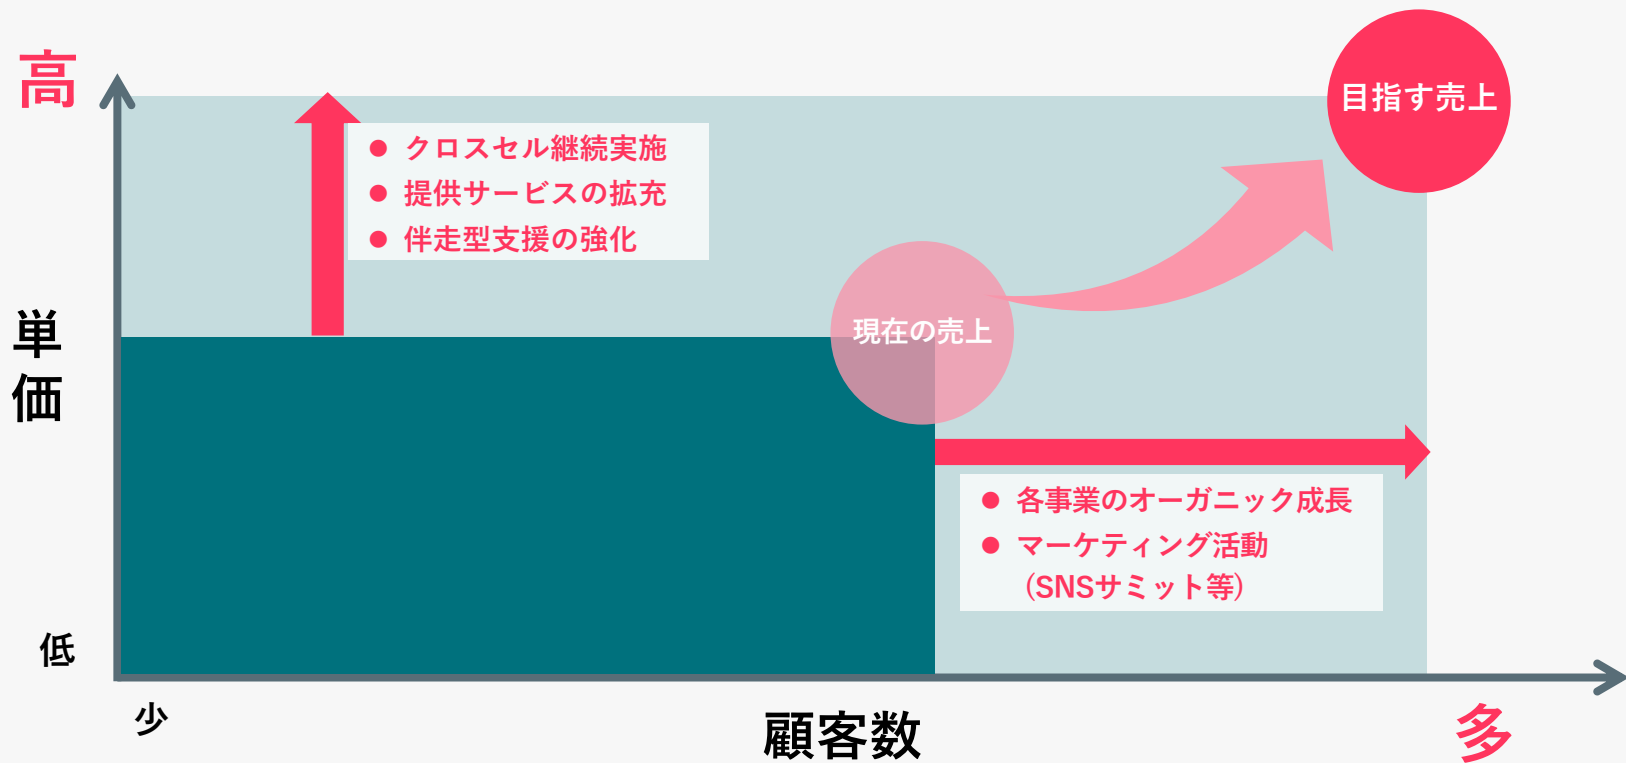 高
目指す売上
● クロスセル継続実施
● 提供サービスの拡充
● 伴走型支援の強化
単
価
現在の売上
● 各事業のオーガニック成長
● マーケティング活動
（SNSサミット等）
低
少
顧客数
多